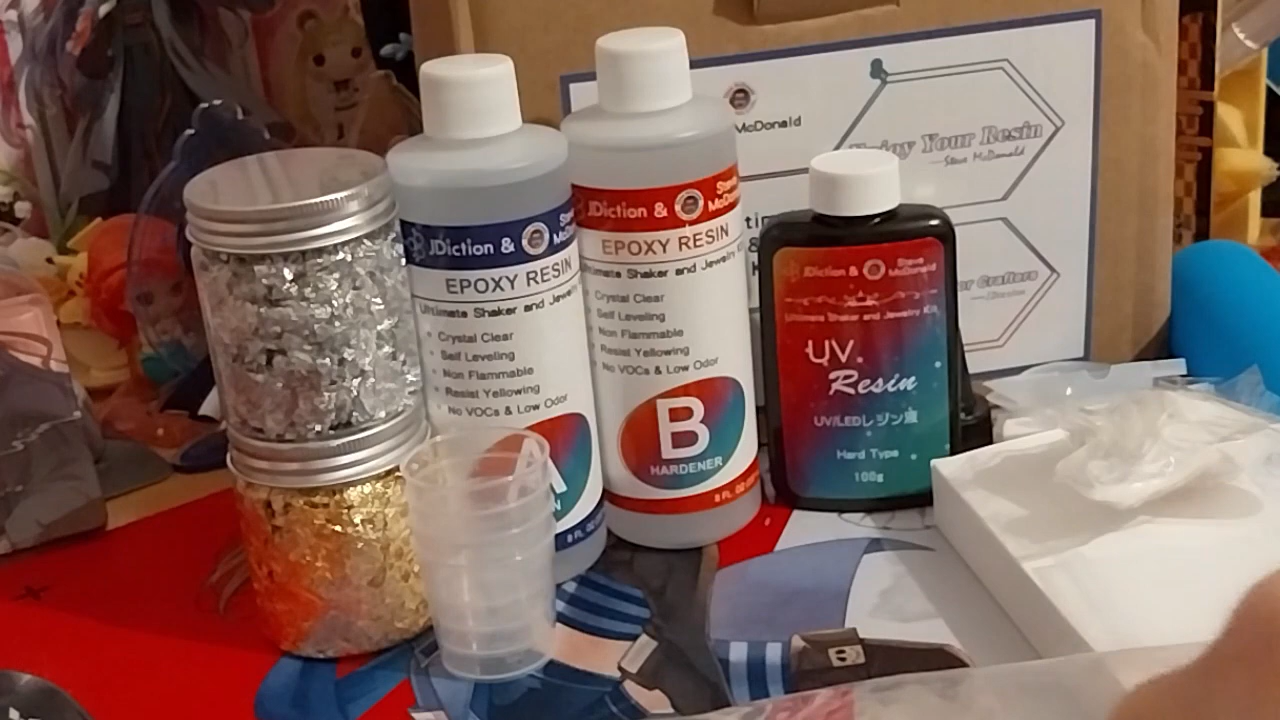 JDiction & Steve McDonald
EPOXY RESIN
Ultimate Shaker and Jewelry
Crystal Clear
Self Leveling
Non Flammable
Resist Yellowing
No VOCs & Low Odor
A
8 FL. OZ
JDiction & Steve McDonald
EPOXY RESIN
Ultimate Shaker and Jewelry
Crystal Clear
Self Leveling
Non Flammable
Resist Yellowing
No VOCs & Low Odor
B
HARDENER
8 FL. OZ
McDonald
Enjoy Your Resin
—Steve McDonald
&
or Crafters
—JDiction
JDiction & Steve McDonald
Ultimate Shaker and Jewelry Kit
UV.
Resin
UV/LEDレジン液
Hard Type
100g